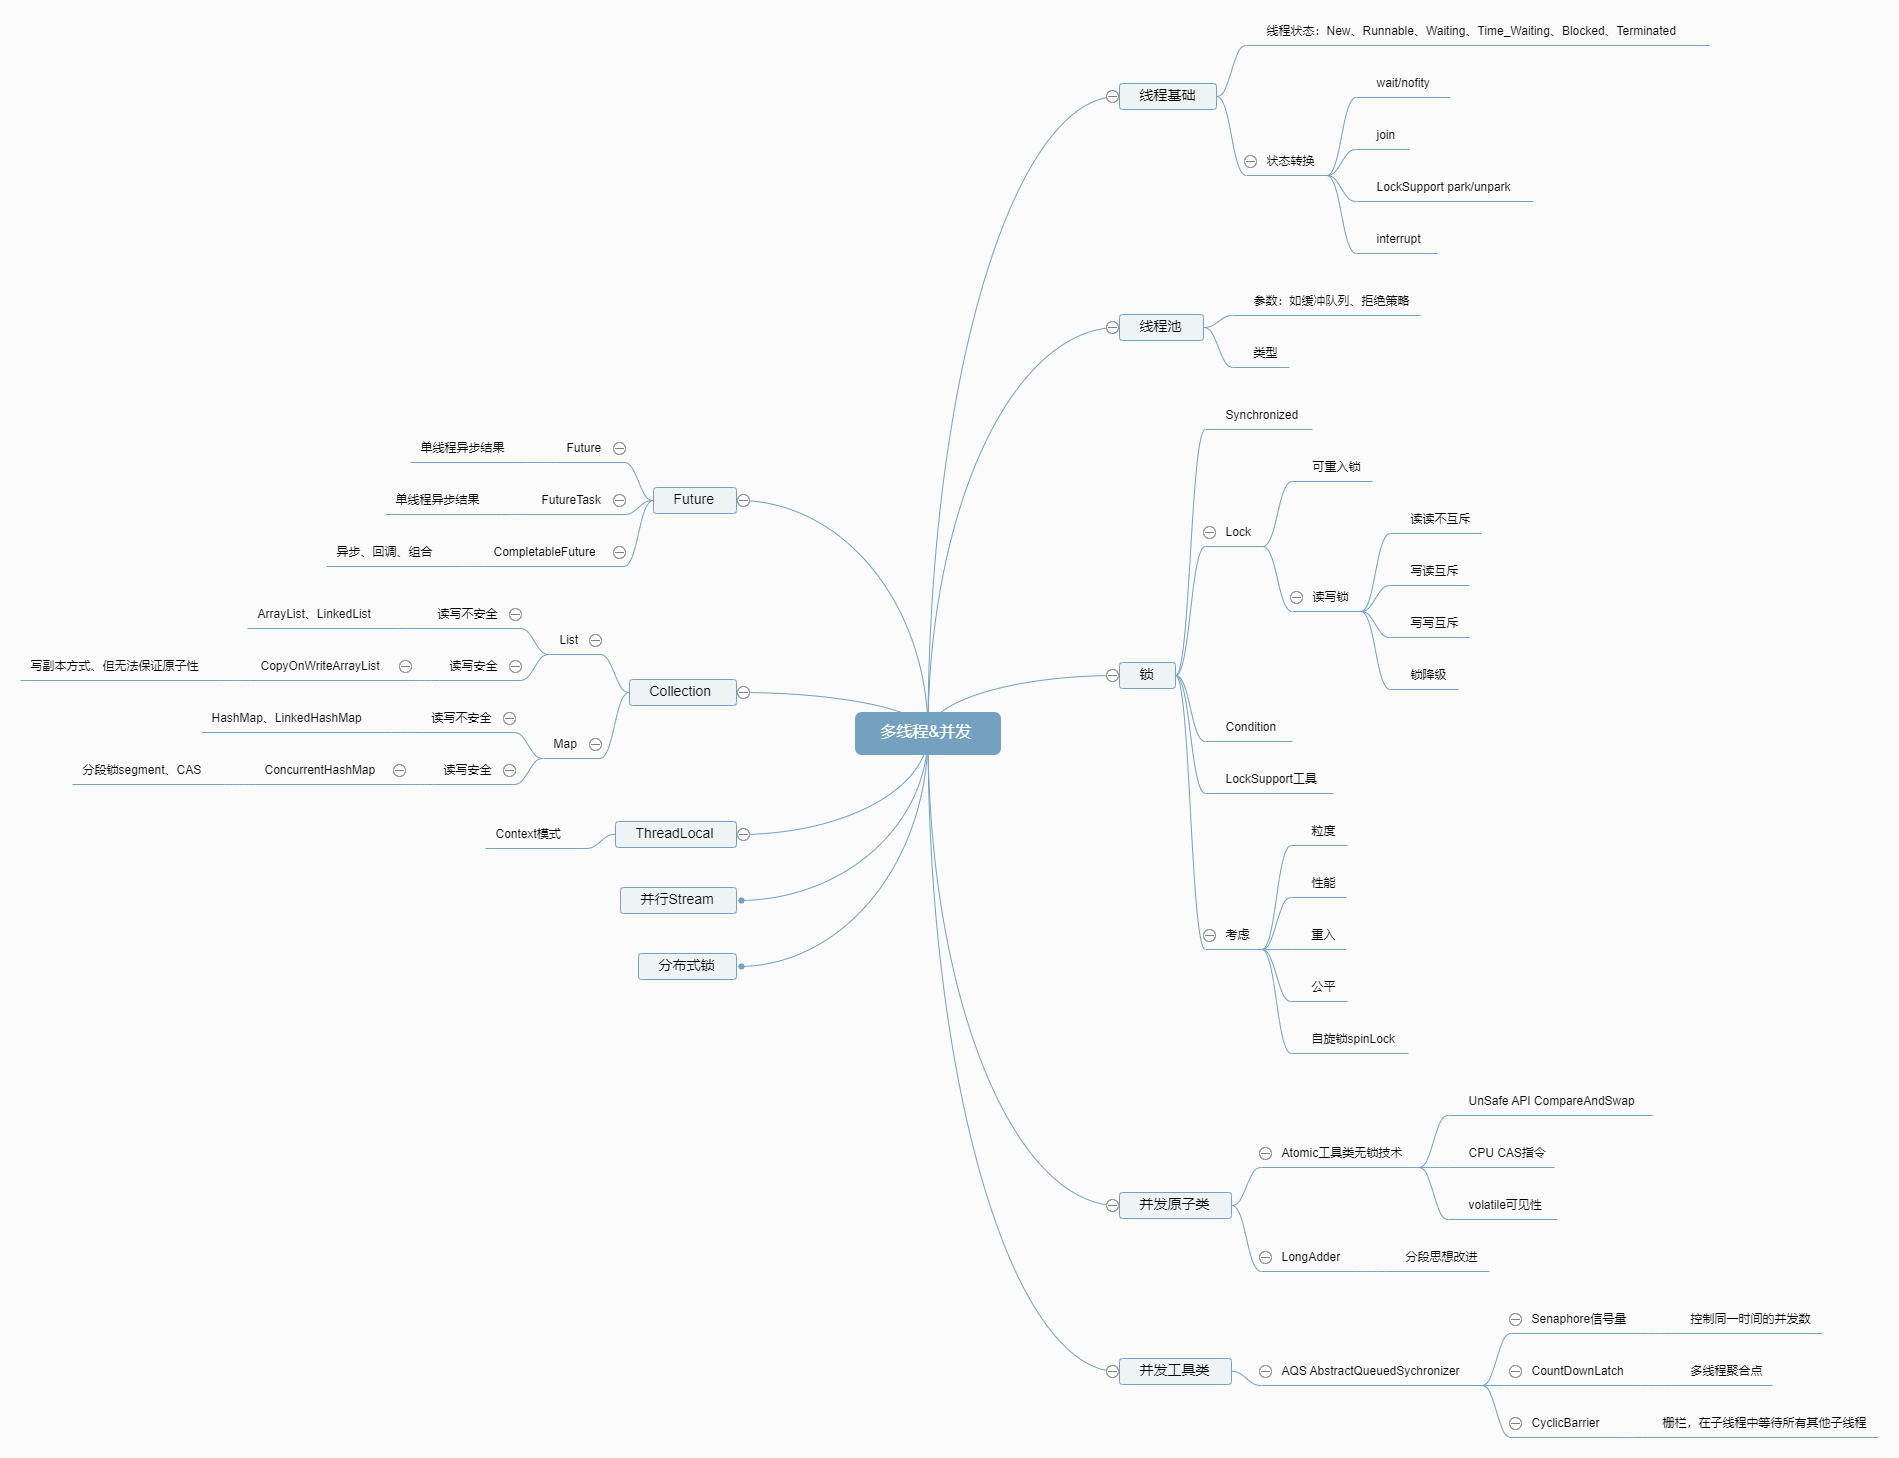 多线程&并发
线程基础
线程状态：New、Runnable、Waiting、Time_Waiting、Blocked、Terminated
状态转换
wait/nofity
join
LockSupport park/unpark
interrupt
线程池
参数：如缓冲队列、拒绝策略
类型
锁
Synchronized
Lock
可重入锁
读写锁
读读不互斥
写读互斥
写写互斥
锁降级
Condition
LockSupport工具
考虑
粒度
性能
重入
公平
自旋锁spinLock
并发原子类
Atomic工具类无锁技术
UnSafe API CompareAndSwap
CPU CAS指令
volatile可见性
LongAdder
分段思想改进
并发工具类
AQS AbstractQueuedSychronizer
Senaphore信号量
控制同一时间的并发数
CountDownLatch
多线程聚合点
CyclicBarrier
栅栏，在子线程中等待所有其他子线程
Future
Future
单线程异步结果
FutureTask
单线程异步结果
CompletableFuture
异步、回调、组合
Collection
List
读写不安全
ArrayList、LinkedList
读写安全
CopyOnWriteArrayList
写副本方式、但无法保证原子性
Map
读写不安全
HashMap、LinkedHashMap
读写安全
ConcurrentHashMap
分段锁segment、CAS
ThreadLocal
Context模式
并行Stream
分布式锁